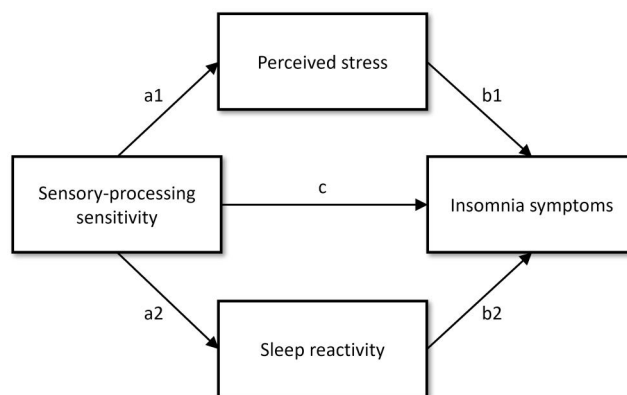 Perceived stress
a1
b1
Sensory-processing
sensitivity
c
Insomnia symptoms
a2
b2
Sleep reactivity